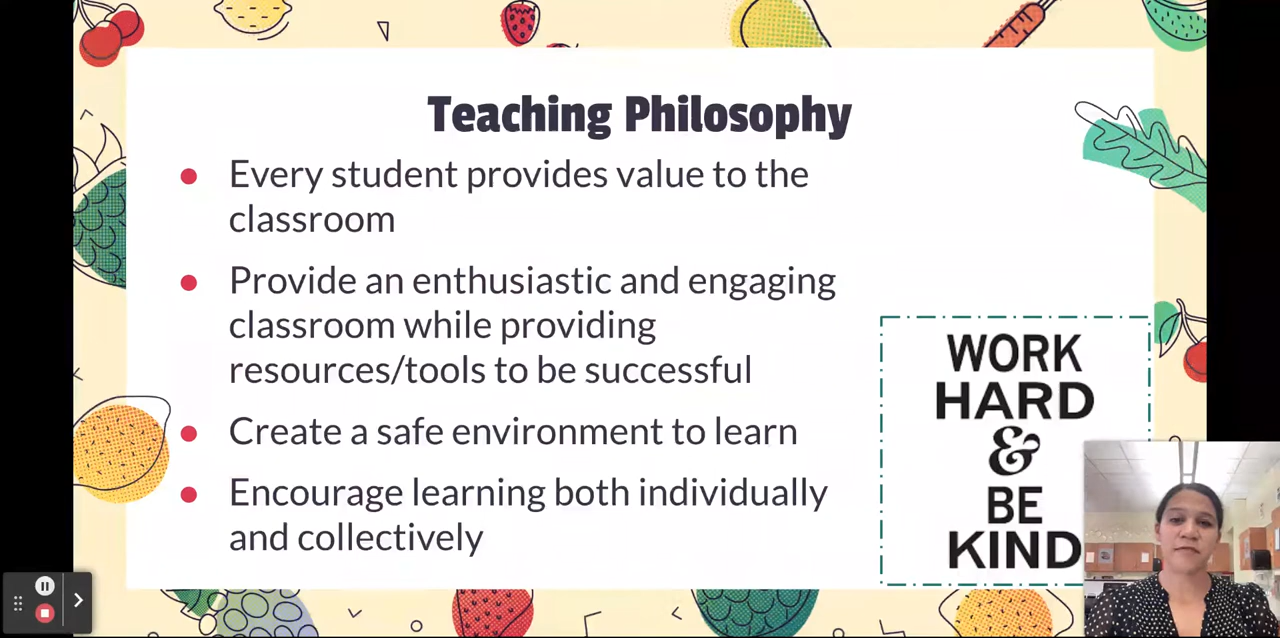 Teaching Philosophy
● Every student provides value to the
classroom
● Provide an enthusiastic and engaging
classroom while providing
resources/tools to be successful
● Create a safe environment to learn
● Encourage learning both individually
and collectively
WORK
HARD
&
BE
KIND